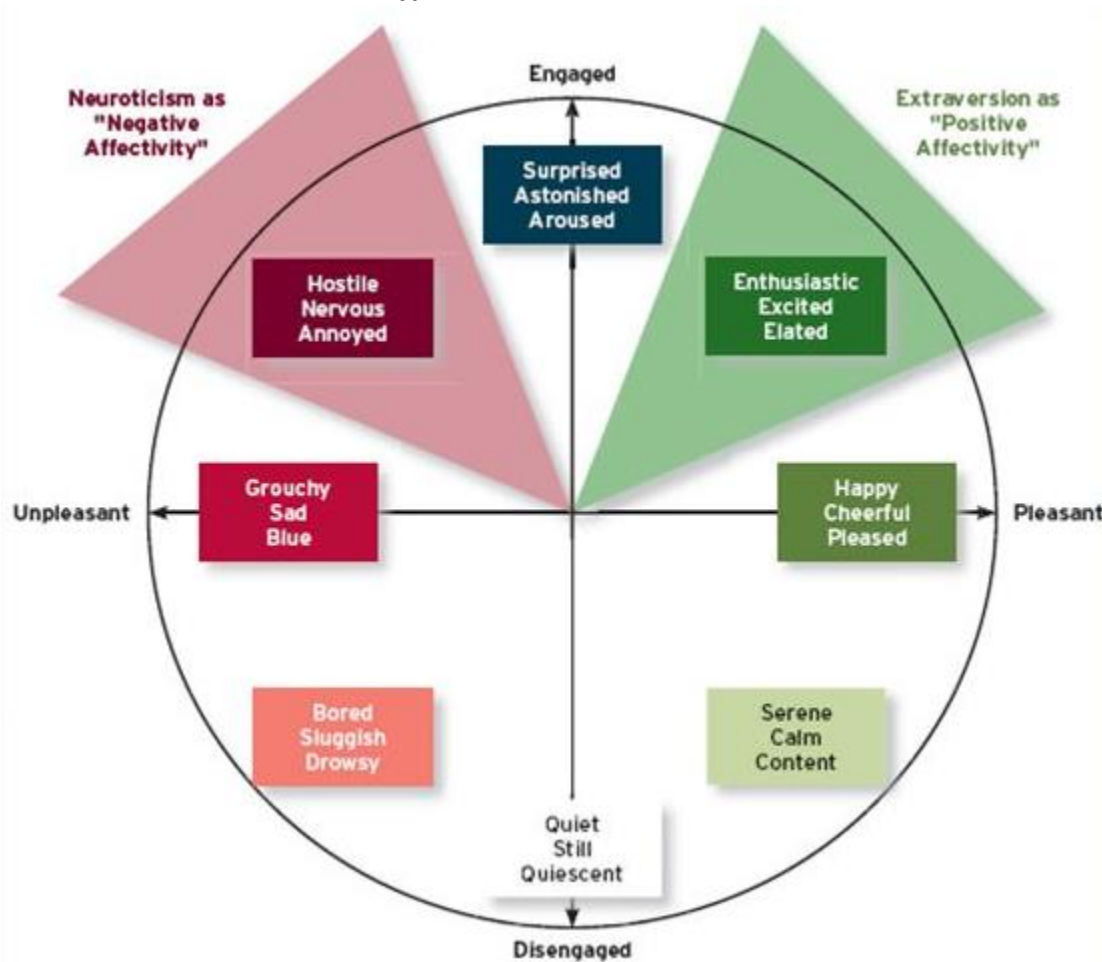 Engaged
Neuroticism as
"Negative
Affectivity"
Extraversion as
"Positive
Affectivity"
Surprised
Astonished
Aroused
Hostile
Nervous
Annoyed
Enthusiastic
Excited
Elated
Unpleasant
Grouchy
Sad
Blue
Happy
Cheerful
Pleased
Pleasant
Bored
Sluggish
Drowsy
Serene
Calm
Content
Quiet
Still
Quiescent
Disengaged